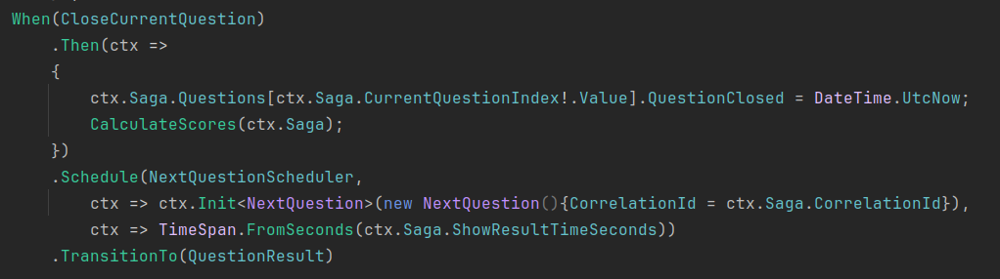 When(CloseCurrentQuestion)
    .Then(ctx =>
    {
        ctx.Saga.Questions[ctx.Saga.CurrentQuestionIndex!.Value].QuestionClosed = DateTime.UtcNow;
        CalculateScores(ctx.Saga);
    })
    .Schedule(NextQuestionScheduler,
        ctx => ctx.Init<NextQuestion>(new NextQuestion(){CorrelationId = ctx.Saga.CorrelationId}),
        ctx => TimeSpan.FromSeconds(ctx.Saga.ShowResultTimeSeconds))
    .TransitionTo(QuestionResult)